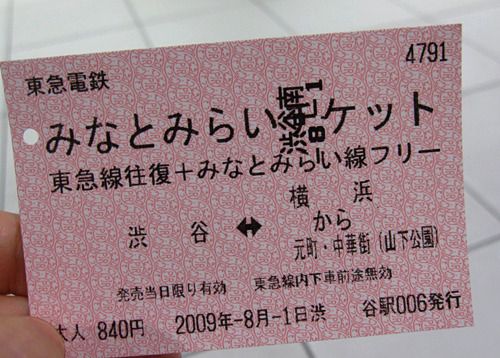 東急電鉄
4791
みなとみらい ケット
東急線往復+みなとみらい線フリー
渋谷 ↔ 横浜
から
元町・中華街(山下公園)
発売当日限り有効 東急線内下車前途無効
大人 840円 2009年-8月-1日渋 谷駅006発行